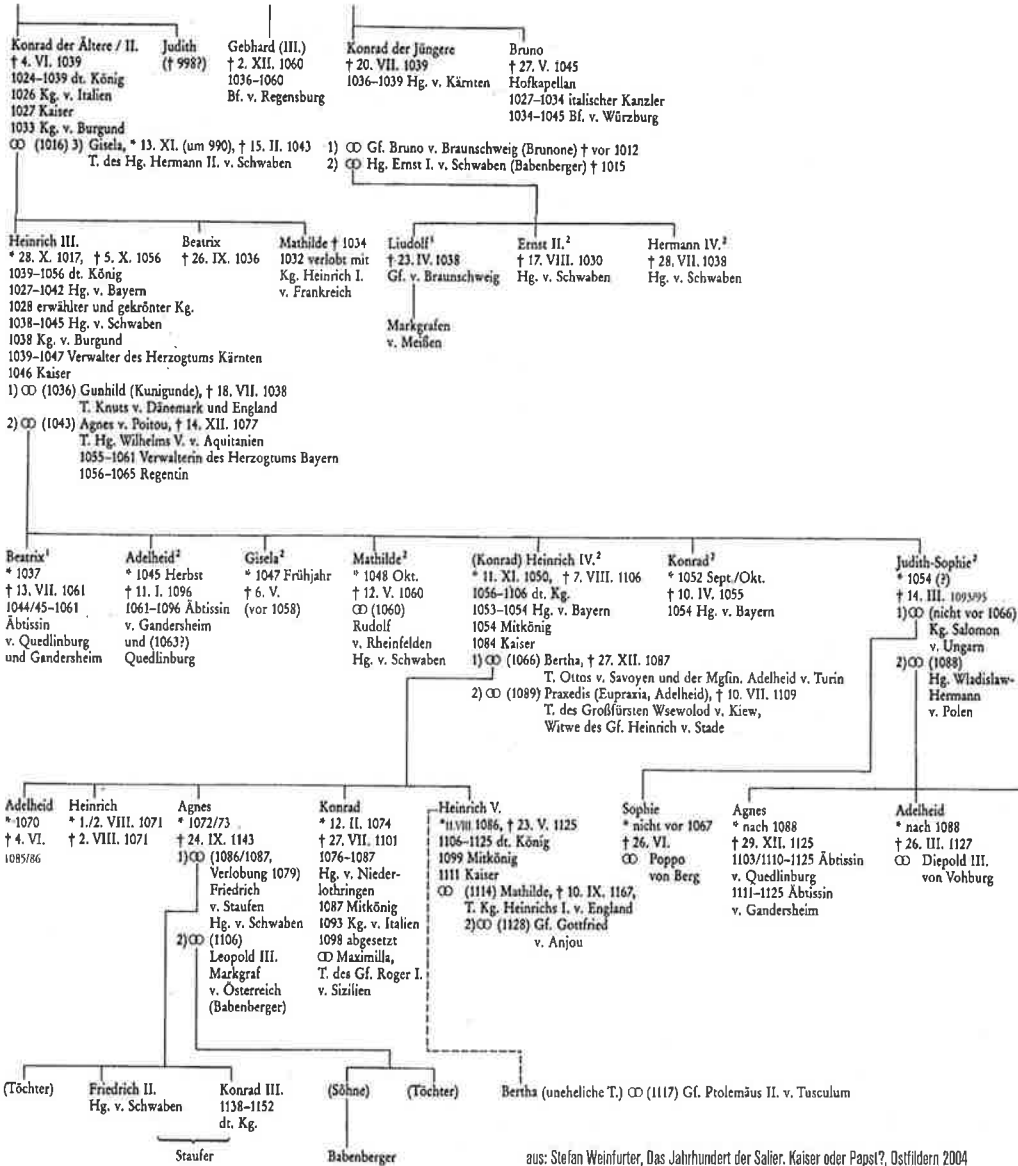 Konrad der Ältere / II.
† 4. VI. 1039
1024–1039 dt. König
1026 Kg. v. Italien
1027 Kaiser
1033 Kg. v. Burgund
Judith
(† 998?)
Gebhard (III.)
† 2. XII. 1060
1036–1060
Bf. v. Regensburg
Konrad der Jüngere
† 20. VII. 1039
1036–1039 Hg. v. Kärnten
Bruno
† 27. V. 1045
Hofkapellan
1027–1034 italischer Kanzler
1034–1045 Bf. v. Würzburg
⚭ (1016) 3) Gisela, * 13. XI. (um 990), † 15. II. 1043
T. des Hg. Hermann II. v. Schwaben
1) ⚭ Gf. Bruno v. Braunschweig (Brunone) † vor 1012
2) ⚭ Hg. Ernst I. v. Schwaben (Babenberger) † 1015
Heinrich III.
* 28. X. 1017, † 5. X. 1056
1039–1056 dt. König
1027–1042 Hg. v. Bayern
1028 erwählter und gekrönter Kg.
1038–1045 Hg. v. Schwaben
1038 Kg. v. Burgund
1039–1047 Verwalter des Herzogtums Kärnten
1046 Kaiser
1) ⚭ (1036) Gunhild (Kunigunde), † 18. VII. 1038
T. Knuts v. Dänemark und England
2) ⚭ (1043) Agnes v. Poitou, † 14. XII. 1077
T. Hg. Wilhelms V. v. Aquitanien
1055–1061 Verwalterin des Herzogtums Bayern
1056–1065 Regentin
Beatrix
† 26. IX. 1036
Mathilde † 1034
1032 verlobt mit
Kg. Heinrich I.
v. Frankreich
Liudolf¹
† 23. IV. 1038
Gf. v. Braunschweig
Markgrafen
v. Meißen
Ernst II.²
† 17. VIII. 1030
Hg. v. Schwaben
Hermann IV.²
† 28. VII. 1038
Hg. v. Schwaben
Beatrix¹
* 1037
† 13. VII. 1061
1044/45–1061
Äbtissin
v. Quedlinburg
und Gandersheim
Adelheid²
* 1045 Herbst
† 11. I. 1096
1061–1096 Äbtissin
v. Gandersheim
und (1063?)
Quedlinburg
Gisela²
* 1047 Frühjahr
† 6. V.
(vor 1058)
Mathilde²
* 1048 Okt.
† 12. V. 1060
⚭ (1060)
Rudolf
v. Rheinfelden
Hg. v. Schwaben
(Konrad) Heinrich IV.²
* 11. XI. 1050, † 7. VIII. 1106
1056–1106 dt. Kg.
1053–1054 Hg. v. Bayern
1054 Mitkönig
1084 Kaiser
1) ⚭ (1066) Bertha, † 27. XII. 1087
T. Ottos v. Savoyen und der Mgfin. Adelheid v. Turin
2) ⚭ (1089) Praxedis (Eupraxia, Adelheid), † 10. VII. 1109
T. des Großfürsten Wsewolod v. Kiew,
Witwe des Gf. Heinrich v. Stade
Konrad²
* 1052 Sept./Okt.
† 10. IV. 1055
1054 Hg. v. Bayern
Judith-Sophie²
* 1054 (?)
† 14. III. 1093/95
1)⚭ (nicht vor 1066)
Kg. Salomon
v. Ungarn
2)⚭ (1088)
Hg. Wladislaw-
Hermann
v. Polen
Adelheid
* 1070
† 4. VI.
1085/86
Heinrich
* 1./2. VIII. 1071
† 2. VIII. 1071
Agnes
* 1072/73
† 24. IX. 1143
1)⚭ (1086/1087,
Verlobung 1079)
Friedrich
v. Staufen
Hg. v. Schwaben
2)⚭ (1106)
Leopold III.
Markgraf
v. Österreich
(Babenberger)
Konrad
* 12. II. 1074
† 27. VII. 1101
1076–1087
Hg. v. Nieder-
lothringen
1087 Mitkönig
1093 Kg. v. Italien
1098 abgesetzt
⚭ Maximilla,
T. des Gf. Roger I.
v. Sizilien
Heinrich V.
*11.VIII 1086, † 23. V. 1125
1106–1125 dt. König
1099 Mitkönig
1111 Kaiser
⚭ (1114) Mathilde, † 10. IX. 1167,
T. Kg. Heinrichs I. v. England
2)⚭ (1128) Gf. Gottfried
v. Anjou
Sophie
* nicht vor 1067
† 26. VI.
⚭ Poppo
von Berg
Agnes
* nach 1088
† 29. XII. 1125
1103/1110–1125 Äbtissin
v. Quedlinburg
1111–1125 Äbtissin
v. Gandersheim
Adelheid
* nach 1088
† 26. III. 1127
⚭ Diepold III.
von Vohburg
(Töchter)
Friedrich II.
Hg. v. Schwaben
Konrad III.
1138–1152
dt. Kg.
Staufer
(Söhne)
(Töchter)
Babenberger
Bertha (uneheliche T.) ⚭ (1117) Gf. Ptolemäus II. v. Tusculum
aus: Stefan Weinfurter, Das Jahrhundert der Salier. Kaiser oder Papst?, Ostfildern 2004